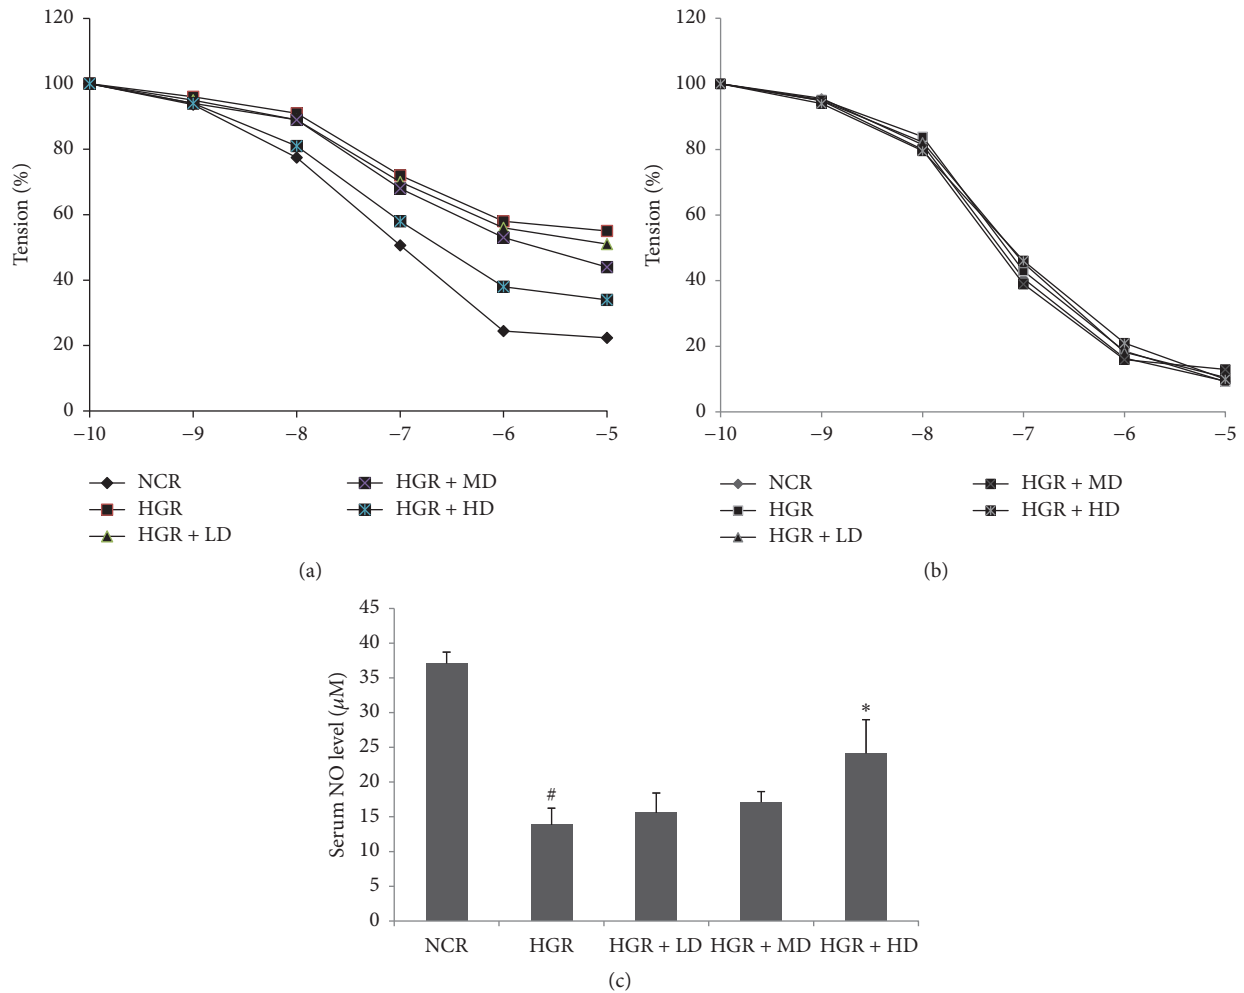 120
100
80
60
40
20
0
Tension (%)
−10 −9 −8 −7 −6 −5
NCR
HGR
HGR + LD
HGR + MD
HGR + HD
(a)
120
100
80
60
40
20
0
Tension (%)
−10 −9 −8 −7 −6 −5
NCR
HGR
HGR + LD
HGR + MD
HGR + HD
(b)
45
40
35
30
25
20
15
10
5
0
Serum NO level (μM)
#
*
NCR HGR HGR + LD HGR + MD HGR + HD
(c)